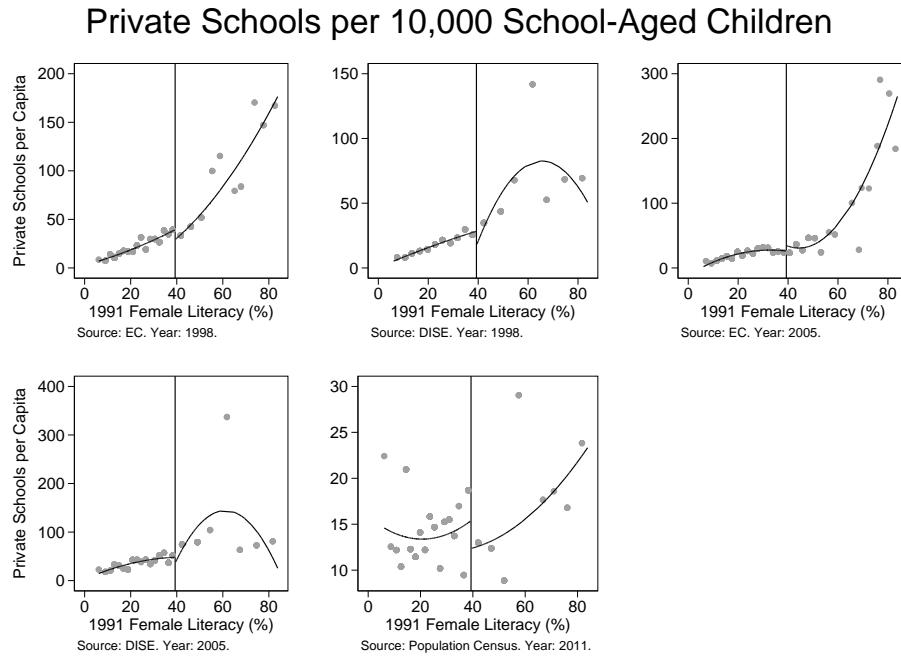 Private Schools per 10,000 School-Aged Children
Private Schools per Capita
200
150
100
50
0
0 20 40 60 80
1991 Female Literacy (%)
Source: EC. Year: 1998.
150
100
50
0
0 20 40 60 80
1991 Female Literacy (%)
Source: DISE. Year: 1998.
300
200
100
0
0 20 40 60 80
1991 Female Literacy (%)
Source: EC. Year: 2005.
Private Schools per Capita
400
300
200
100
0
0 20 40 60 80
1991 Female Literacy (%)
Source: DISE. Year: 2005.
30
25
20
15
10
0 20 40 60 80
1991 Female Literacy (%)
Source: Population Census. Year: 2011.